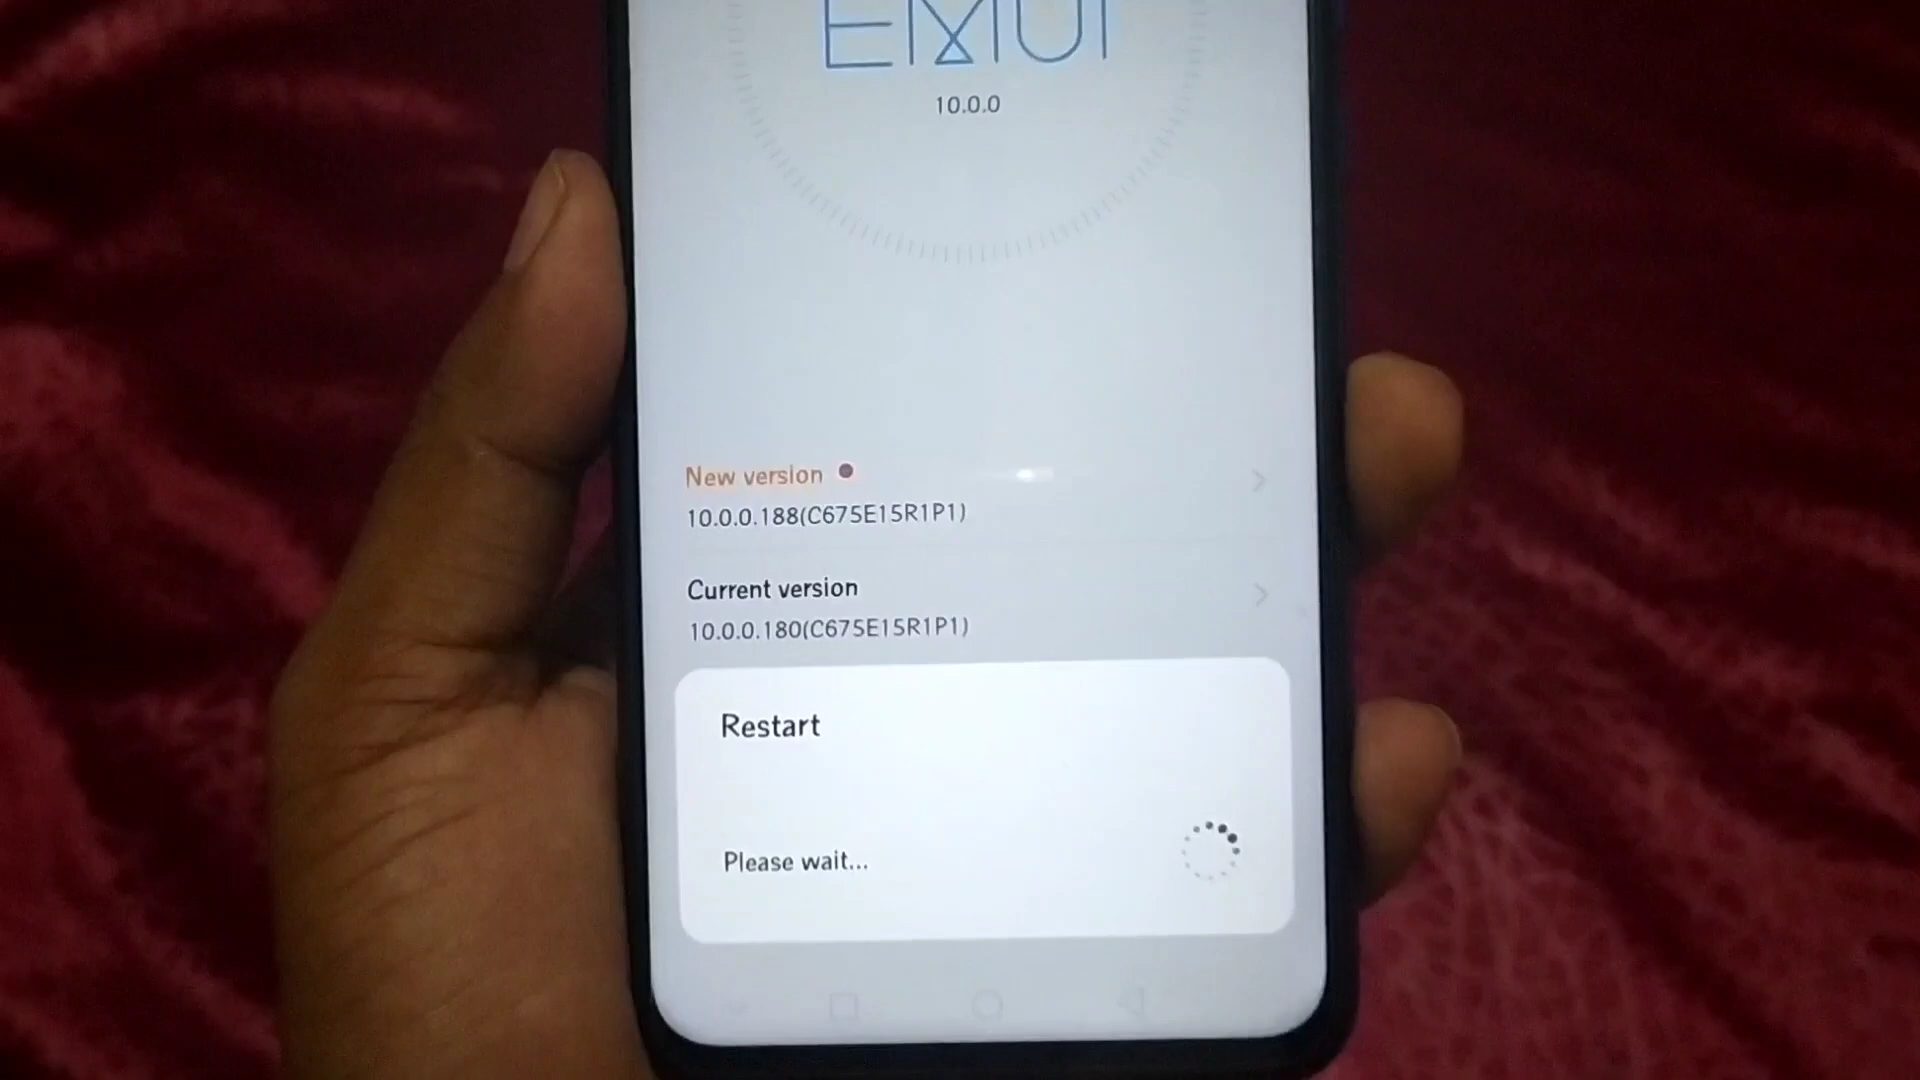 EMUI
10.0.0
New version
10.0.0.188(C675E15R1P1)
Current version
10.0.0.180(C675E15R1P1)
Restart
Please wait...